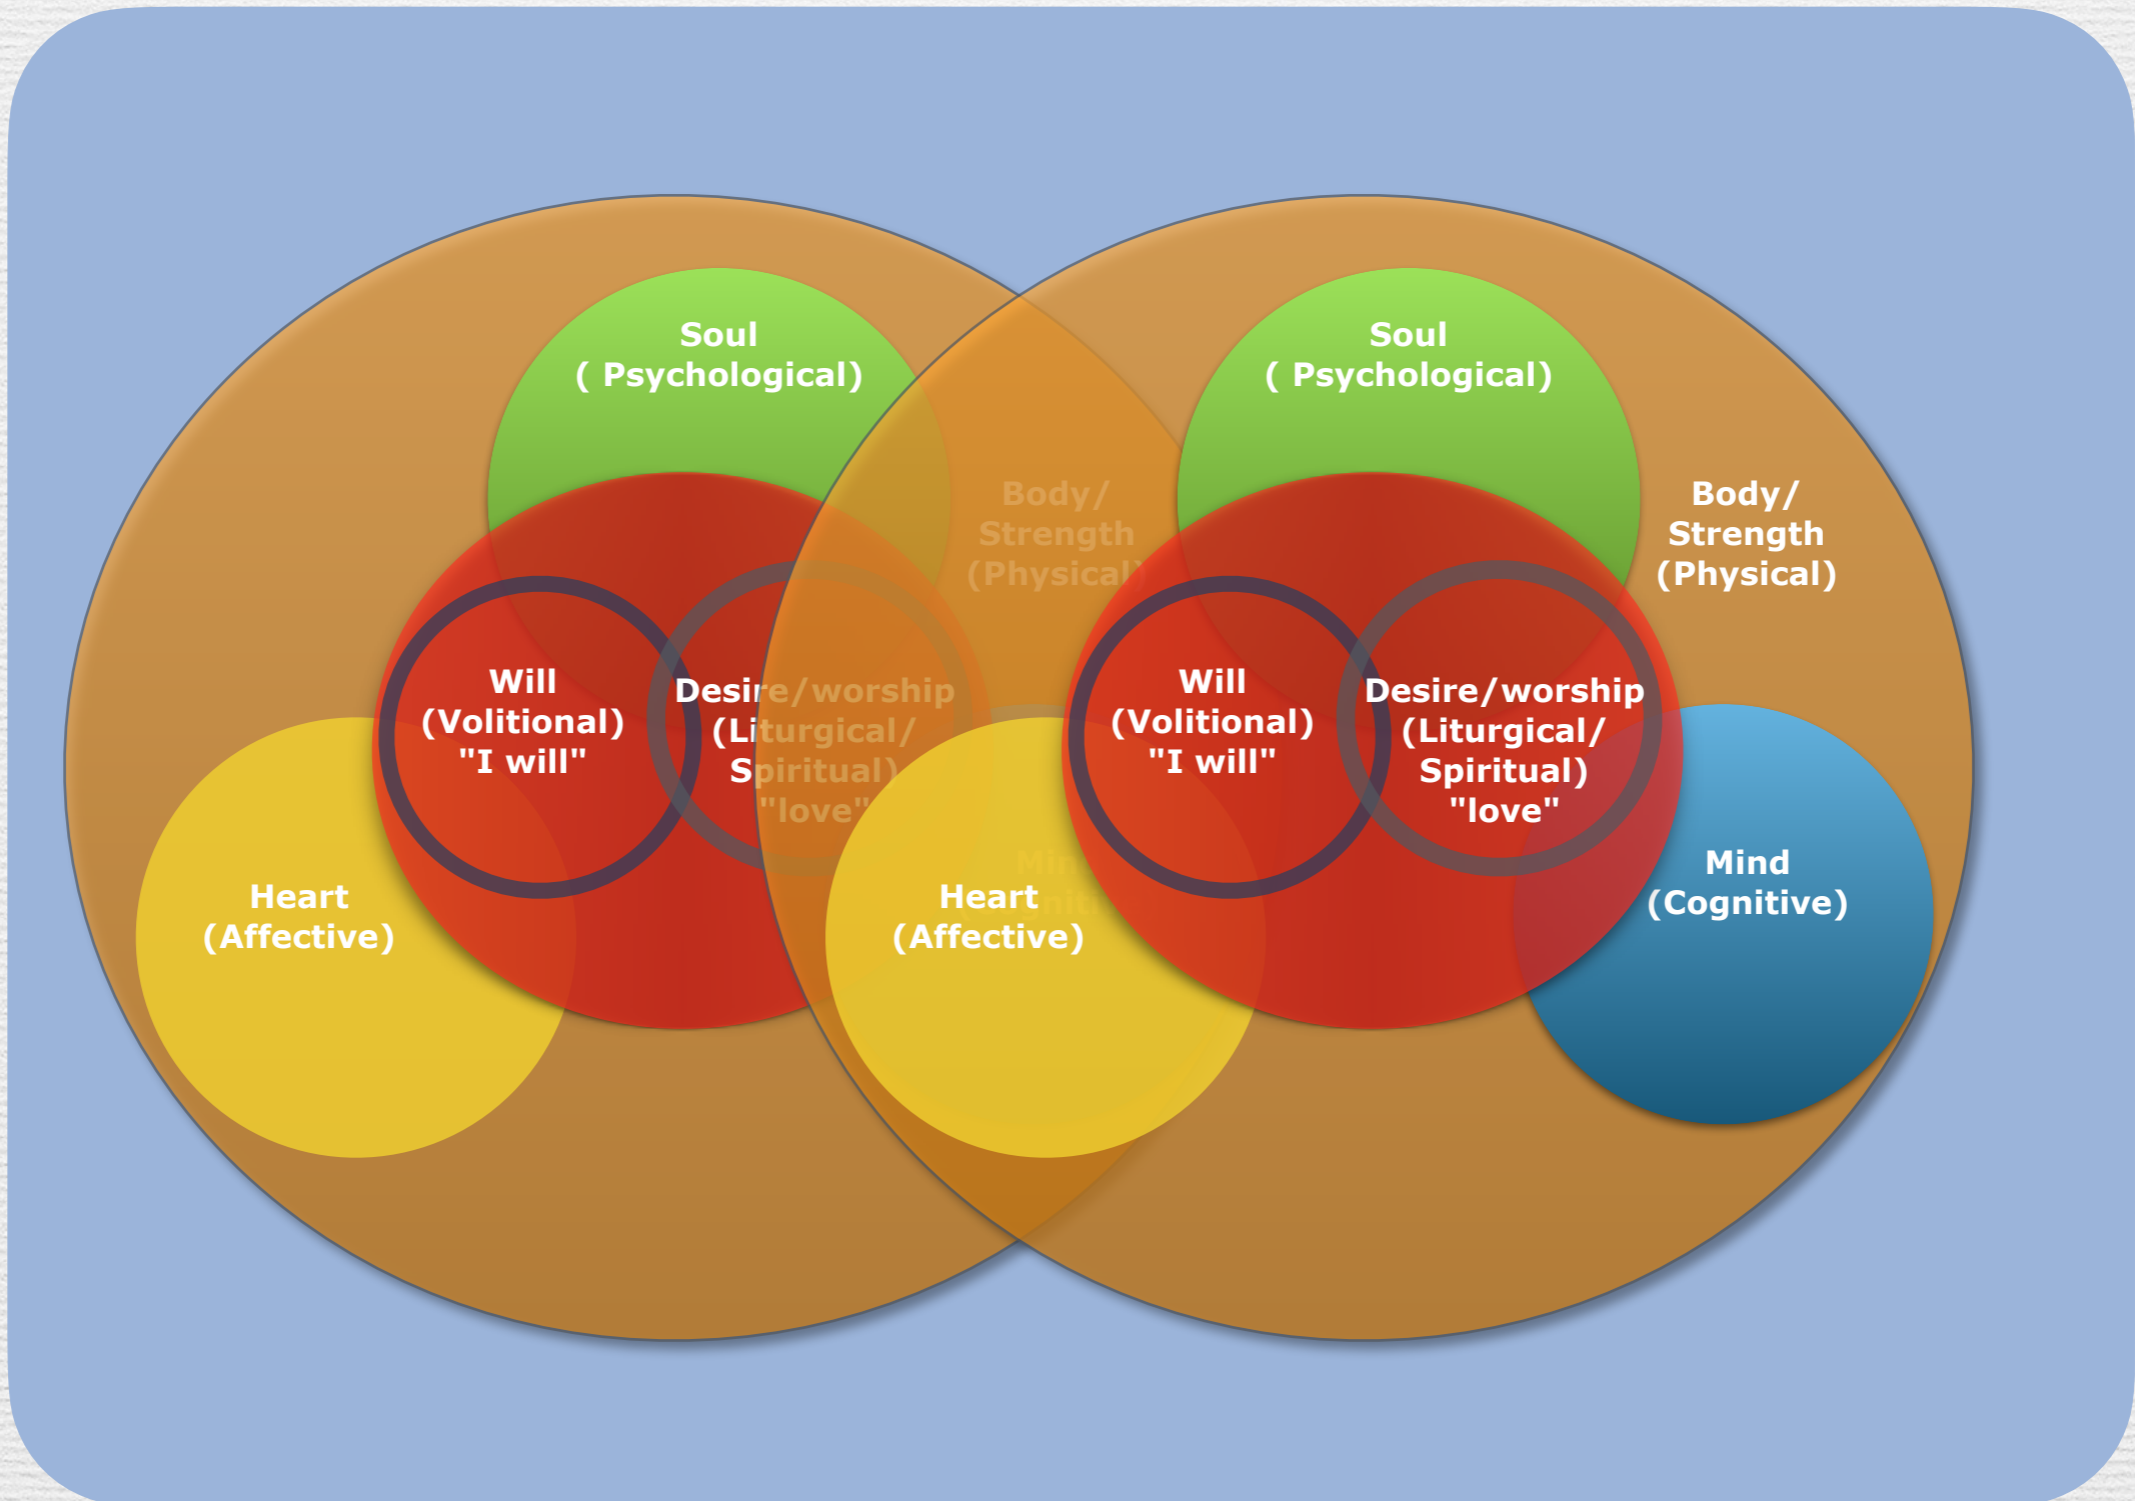 Soul
( Psychological)
Body/
Strength
(Physical)
Will
(Volitional)
"I will"
Desire/worship
(Liturgical/
Spiritual)
"love"
Heart
(Affective)
Soul
( Psychological)
Body/
Strength
(Physical)
Will
(Volitional)
"I will"
Desire/worship
(Liturgical/
Spiritual)
"love"
Heart
(Affective)
Mind
(Cognitive)